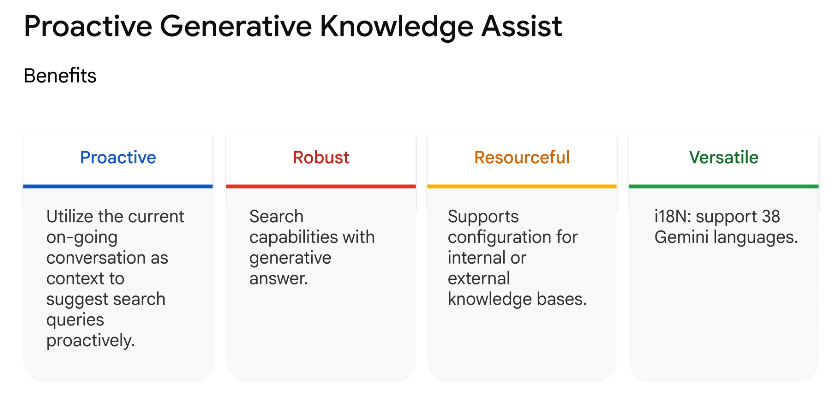 Proactive Generative Knowledge Assist
Benefits
Proactive
Utilize the current
on-going
conversation as
context to
suggest search
queries
proactively.
Robust
Search
capabilities with
generative
answer.
Resourceful
Supports
configuration for
internal or
external
knowledge bases.
Versatile
i18N: support 38
Gemini languages.